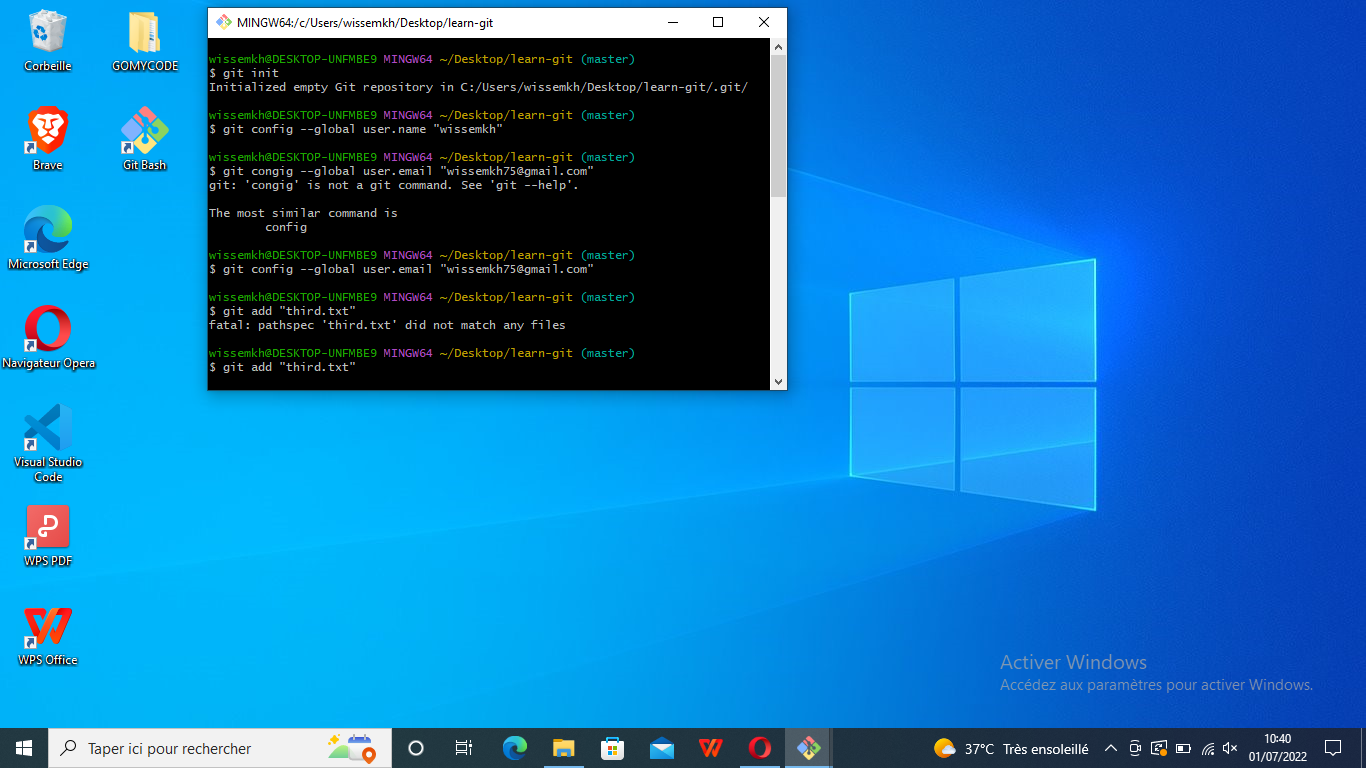 MINGW64:/c/Users/wissemkh/Desktop/learn-git
wissemkh@DESKTOP-UNFMBE9 MINGW64 ~/Desktop/learn-git (master)
$ git init
Initialized empty Git repository in C:/Users/wissemkh/Desktop/learn-git/.git/
wissemkh@DESKTOP-UNFMBE9 MINGW64 ~/Desktop/learn-git (master)
$ git config --global user.name "wissemkh"
wissemkh@DESKTOP-UNFMBE9 MINGW64 ~/Desktop/learn-git (master)
$ git congig --global user.email "wissemkh75@gmail.com"
git: 'congig' is not a git command. See 'git --help'.
The most similar command is
config
wissemkh@DESKTOP-UNFMBE9 MINGW64 ~/Desktop/learn-git (master)
$ git config --global user.email "wissemkh75@gmail.com"
wissemkh@DESKTOP-UNFMBE9 MINGW64 ~/Desktop/learn-git (master)
$ git add "third.txt"
fatal: pathspec 'third.txt' did not match any files
wissemkh@DESKTOP-UNFMBE9 MINGW64 ~/Desktop/learn-git (master)
$ git add "third.txt"
Corbeille
GOMYCODE
Brave
Git Bash
Microsoft Edge
Navigateur Opera
Visual Studio
Code
WPS PDF
WPS Office
Activer Windows
Accédez aux paramètres pour activer Windows.
Taper ici pour rechercher
37°C Très ensoleillé
10:40
01/07/2022